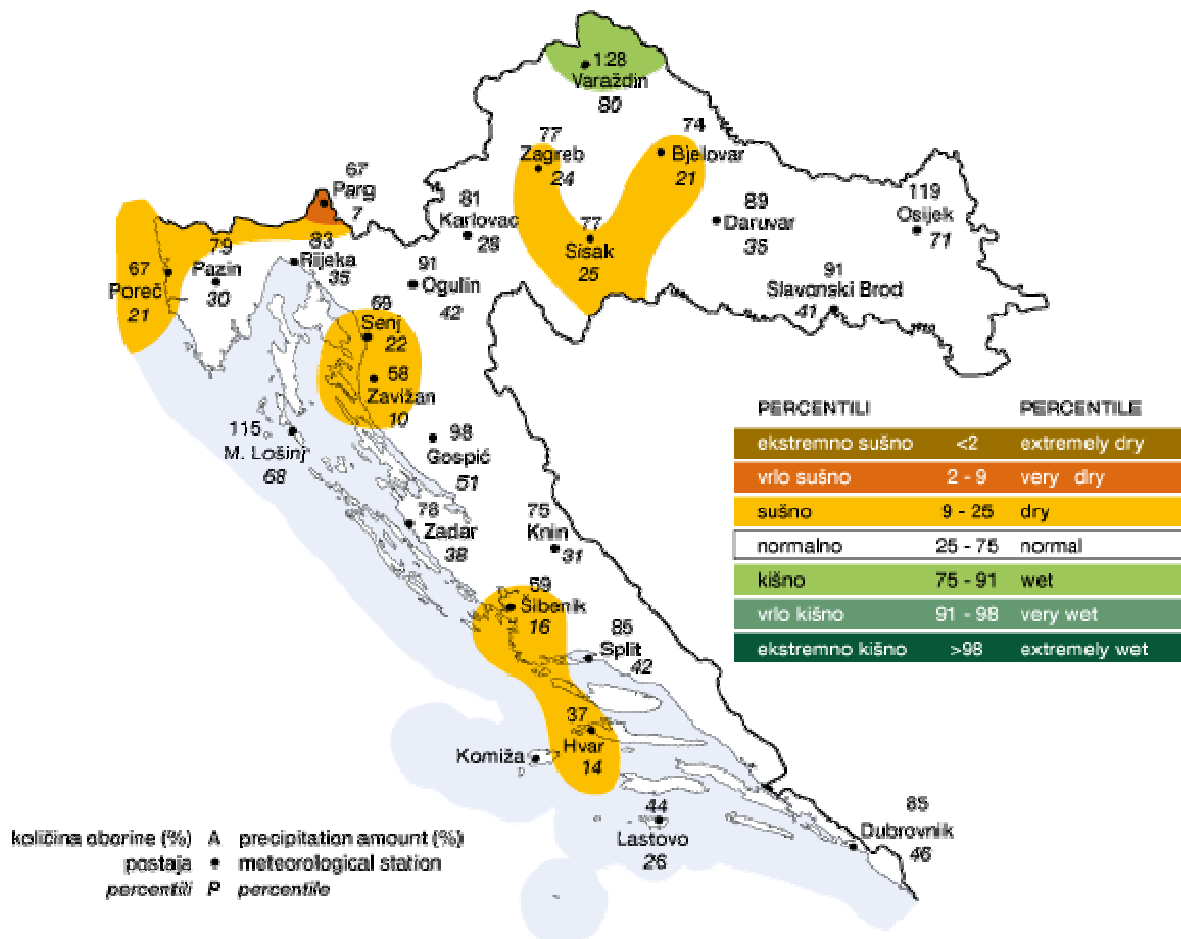 128
Varaždin
80
77
Zagreb
24
74
Bjelovar
21
67
Parg
7
81
Karlovac
29
77
Sisak
25
89
Daruvar
35
119
Osijek
71
67
Poreč
21
79
Pazin
30
83
Rijeka
35
91
Ogulin
42
91
Slavonski Brod
41
69
Senj
22
58
Zavižan
10
115
M. Lošinj
68
98
Gospić
51
78
Zadar
38
75
Knin
31
59
Šibenik
16
85
Split
42
37
Hvar
14
Komiža
44
Lastovo
26
85
Dubrovnik
46
PERCENTILI PERCENTILE
ekstremno sušno <2 extremely dry
vrlo sušno 2 - 9 very dry
sušno 9 - 25 dry
normalno 25 - 75 normal
kišno 75 - 91 wet
vrlo kišno 91 - 98 very wet
ekstremno kišno >98 extremely wet
količina oborine (%) A precipitation amount (%)
postaja • meteorological station
percentili P percentile